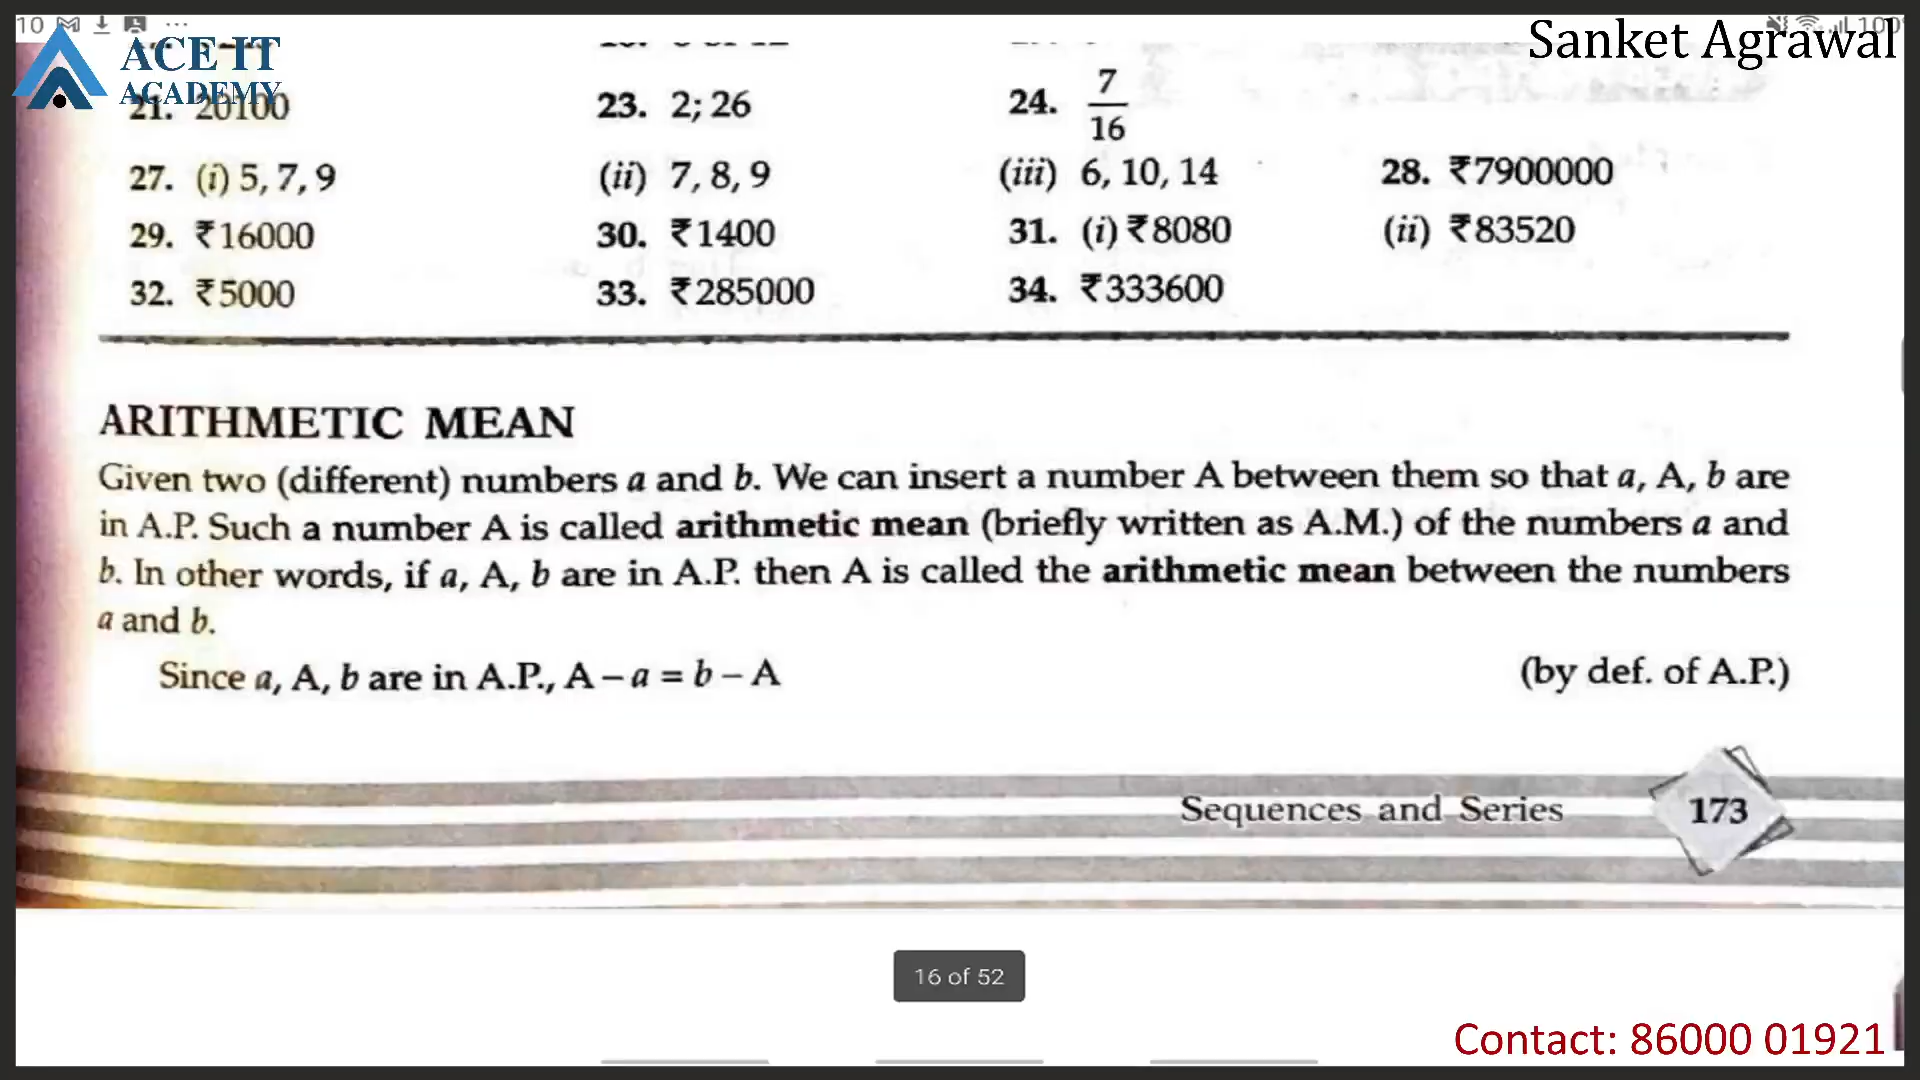 10 ... 100
ACE IT Sanket Agrawal
ACADEMY
21. 20100 23. 2; 26 24. 7/16
27. (i) 5, 7, 9 (ii) 7, 8, 9 (iii) 6, 10, 14 28. ₹7900000
29. ₹16000 30. ₹1400 31. (i) ₹8080 (ii) ₹83520
32. ₹5000 33. ₹285000 34. ₹333600
ARITHMETIC MEAN
Given two (different) numbers a and b. We can insert a number A between them so that a, A, b are
in A.P. Such a number A is called arithmetic mean (briefly written as A.M.) of the numbers a and
b. In other words, if a, A, b are in A.P. then A is called the arithmetic mean between the numbers
a and b.
Since a, A, b are in A.P., A – a = b – A (by def. of A.P.)
Sequences and Series 173
16 of 52
Contact: 86000 01921